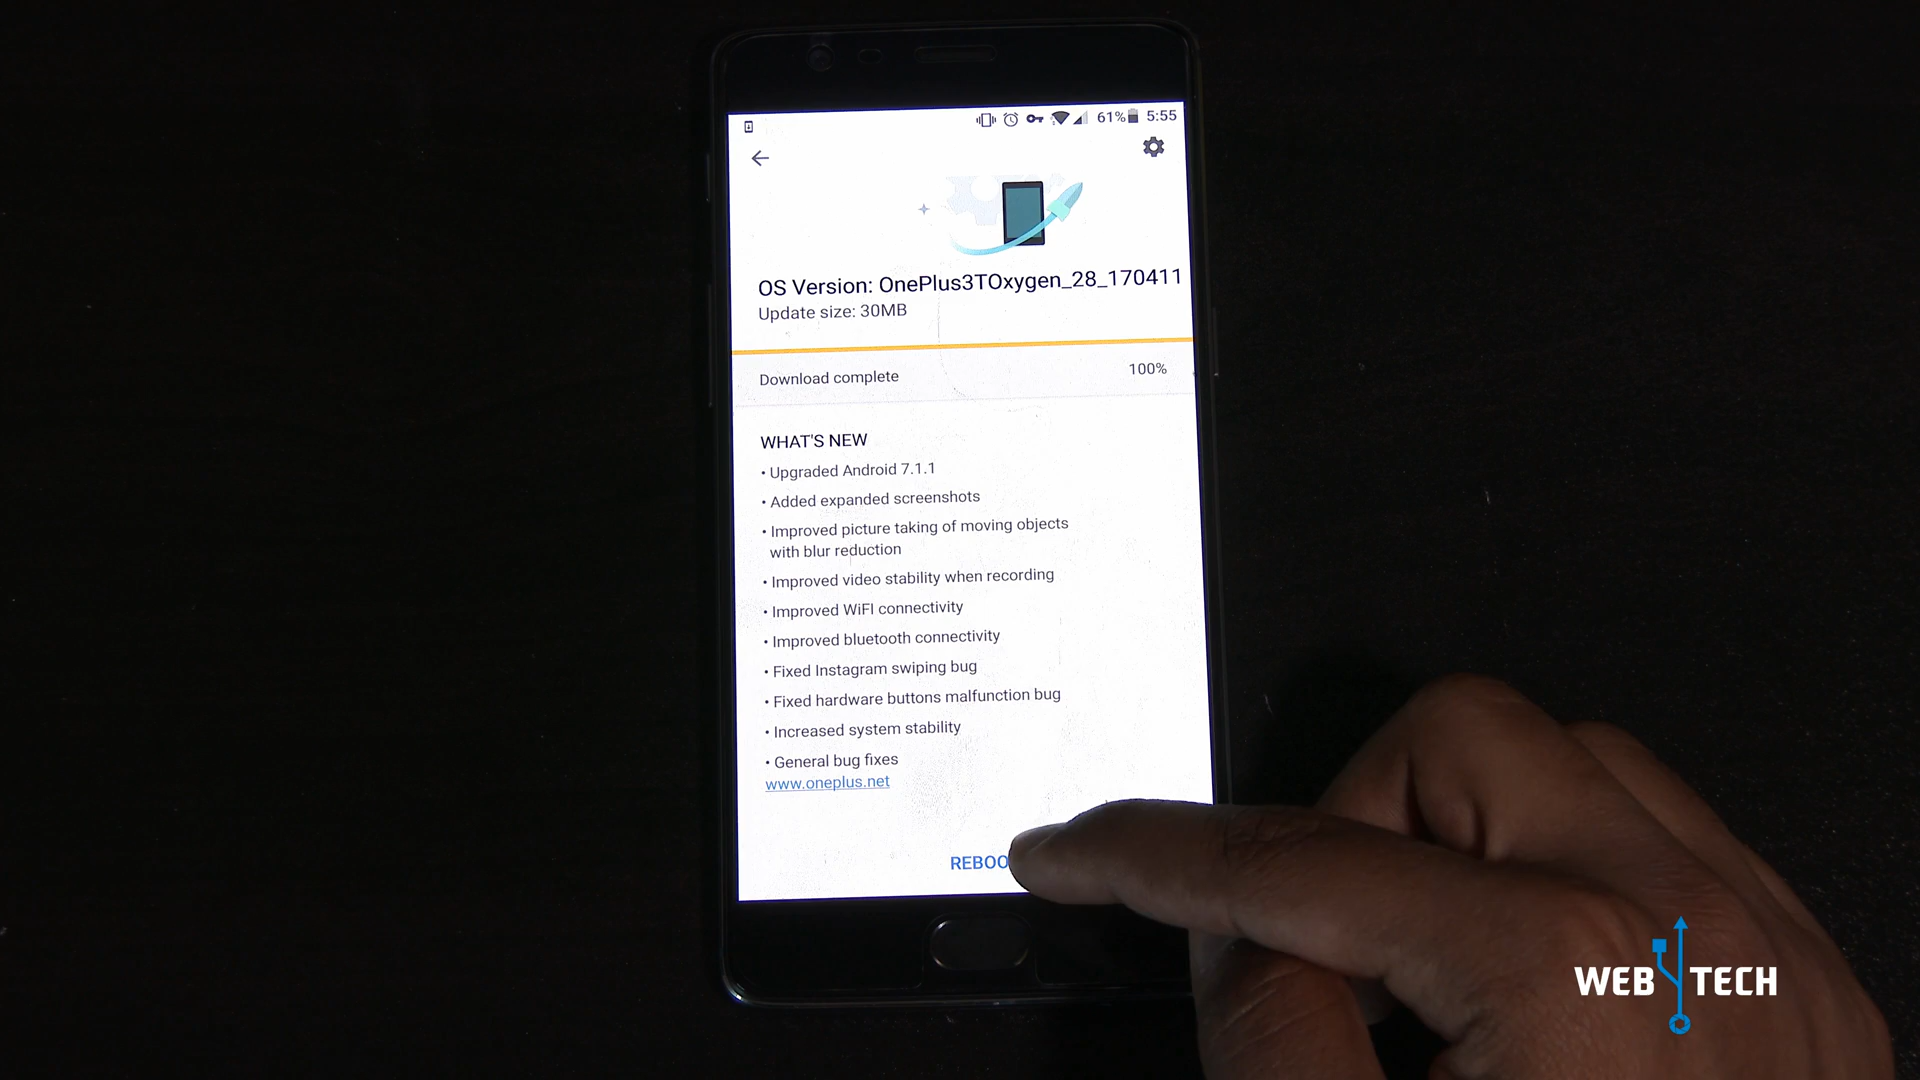 61% 5:55
OS Version: OnePlus3TOxygen_28_170411
Update size: 30MB
Download complete 100%
WHAT'S NEW
• Upgraded Android 7.1.1
• Added expanded screenshots
• Improved picture taking of moving objects
with blur reduction
• Improved video stability when recording
• Improved WiFI connectivity
• Improved bluetooth connectivity
• Fixed Instagram swiping bug
• Fixed hardware buttons malfunction bug
• Increased system stability
• General bug fixes
www.oneplus.net
REBOO
WEB TECH